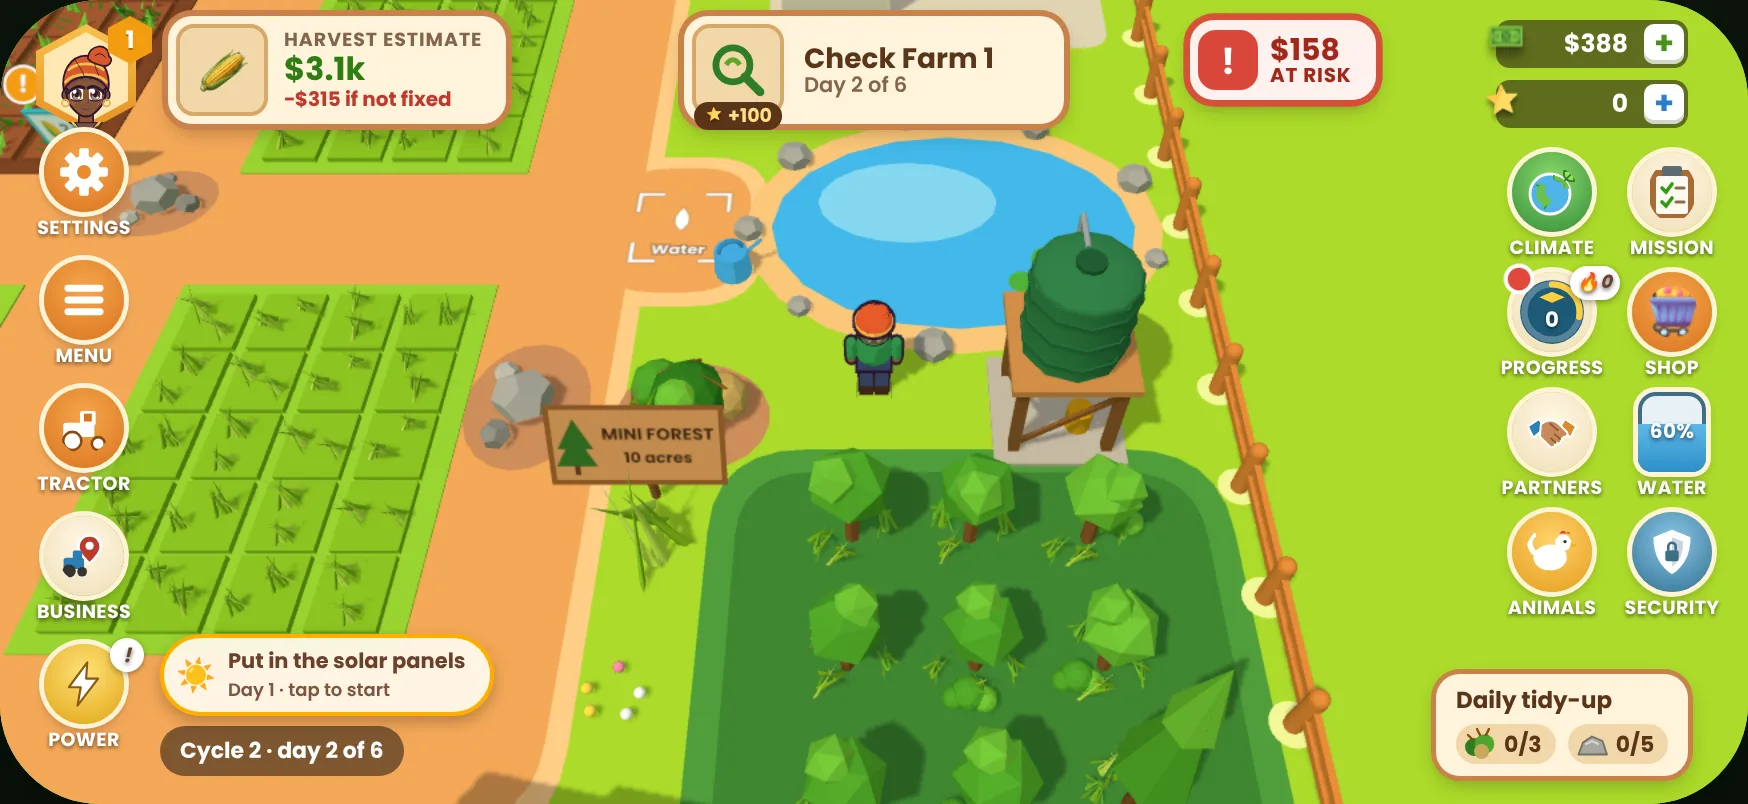 1
HARVEST ESTIMATE
$3.1k
-$315 if not fixed
Check Farm 1
Day 2 of 6
+100
!
$158
AT RISK
$388
+
0
+
!
SETTINGS
MENU
TRACTOR
BUSINESS
!
POWER
Water
MINI FOREST
10 acres
CLIMATE
MISSION
0
0
PROGRESS
SHOP
PARTNERS
60%
WATER
ANIMALS
SECURITY
Put in the solar panels
Day 1 · tap to start
Cycle 2 · day 2 of 6
Daily tidy-up
0/3
0/5